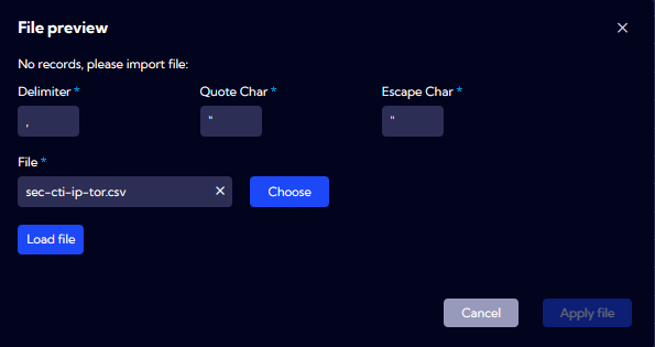 File preview
No records, please import file:
Delimiter * Quote Char * Escape Char *
, " "
File *
sec-cti-ip-tor.csv × Choose
Load file
Cancel Apply file